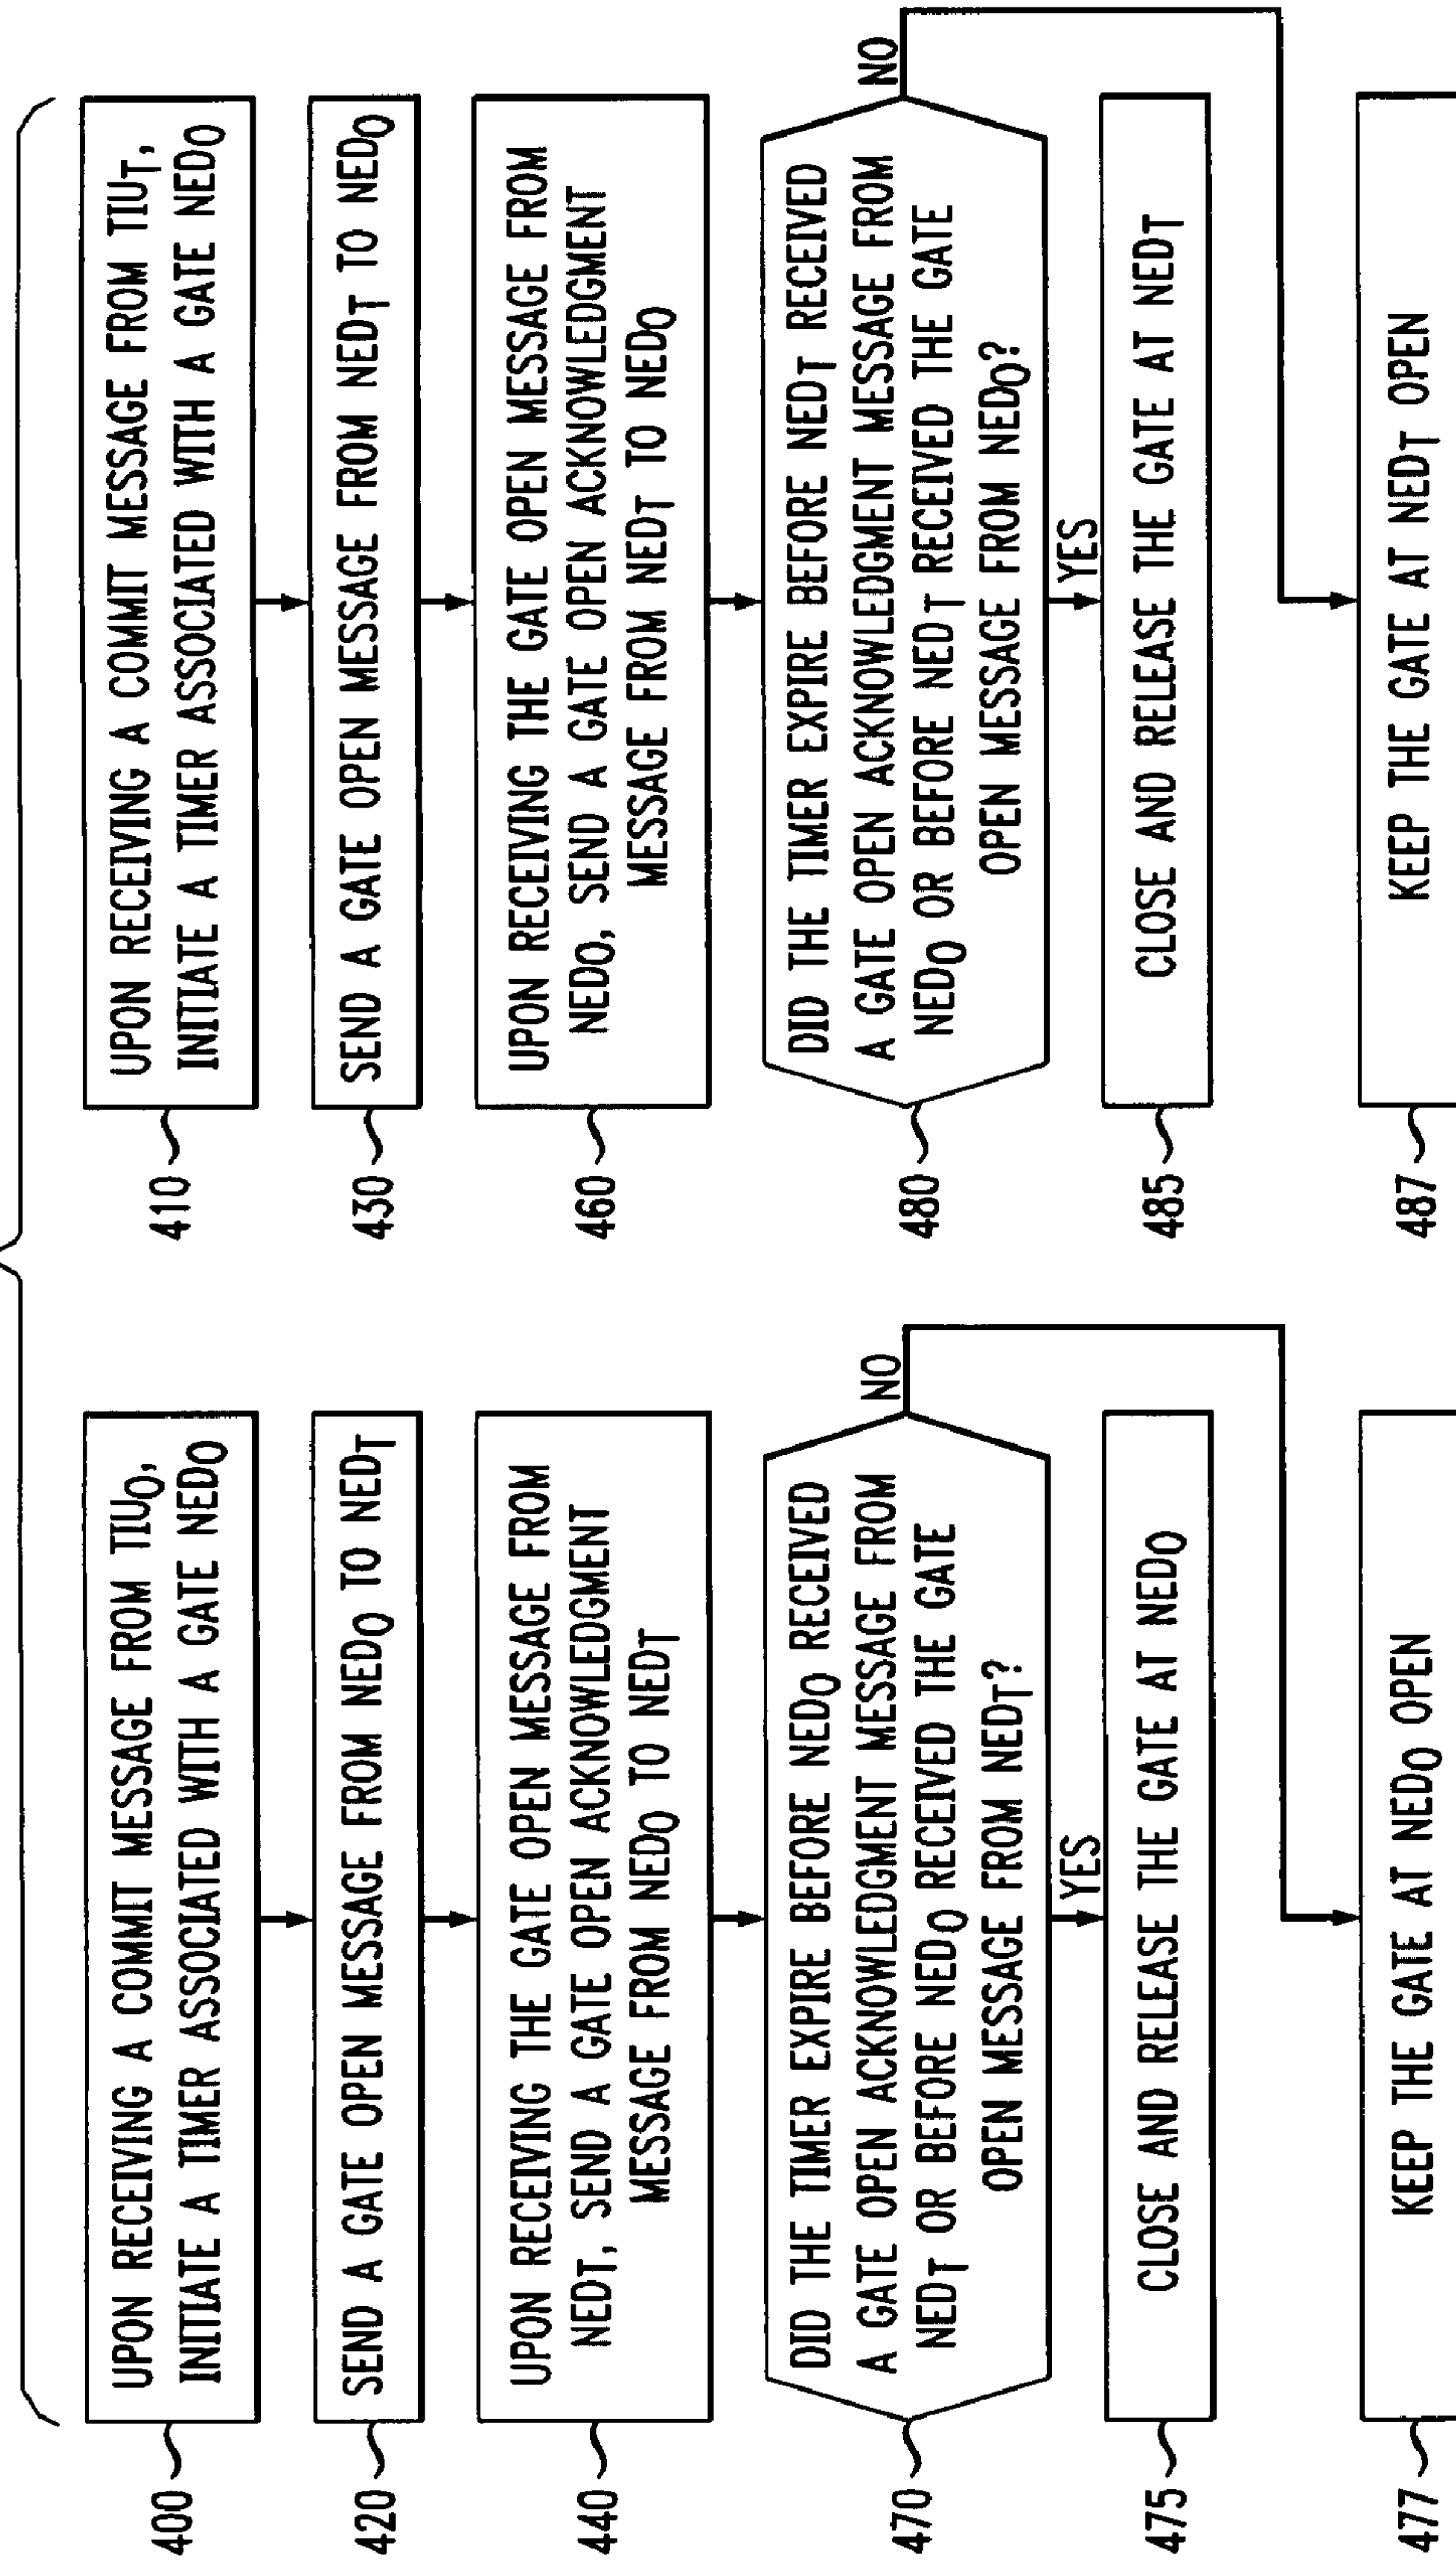 400
UPON RECEIVING A COMMIT MESSAGE FROM TIUO,
INITIATE A TIMER ASSOCIATED WITH A GATE NEDO
420
SEND A GATE OPEN MESSAGE FROM NEDO TO NEDT
440
UPON RECEIVING THE GATE OPEN MESSAGE FROM
NEDT, SEND A GATE OPEN ACKNOWLEDGMENT
MESSAGE FROM NEDO TO NEDT
470
DID THE TIMER EXPIRE BEFORE NEDO RECEIVED
A GATE OPEN ACKNOWLEDGMENT MESSAGE FROM
NEDT OR BEFORE NEDO RECEIVED THE GATE
OPEN MESSAGE FROM NEDT?
NO
YES
475
CLOSE AND RELEASE THE GATE AT NEDO
477
KEEP THE GATE AT NEDO OPEN
410
UPON RECEIVING A COMMIT MESSAGE FROM TIUT,
INITIATE A TIMER ASSOCIATED WITH A GATE NEDO
430
SEND A GATE OPEN MESSAGE FROM NEDT TO NEDO
460
UPON RECEIVING THE GATE OPEN MESSAGE FROM
NEDO, SEND A GATE OPEN ACKNOWLEDGMENT
MESSAGE FROM NEDT TO NEDO
480
DID THE TIMER EXPIRE BEFORE NEDT RECEIVED
A GATE OPEN ACKNOWLEDGMENT MESSAGE FROM
NEDO OR BEFORE NEDT RECEIVED THE GATE
OPEN MESSAGE FROM NEDO?
NO
YES
485
CLOSE AND RELEASE THE GATE AT NEDT
487
KEEP THE GATE AT NEDT OPEN